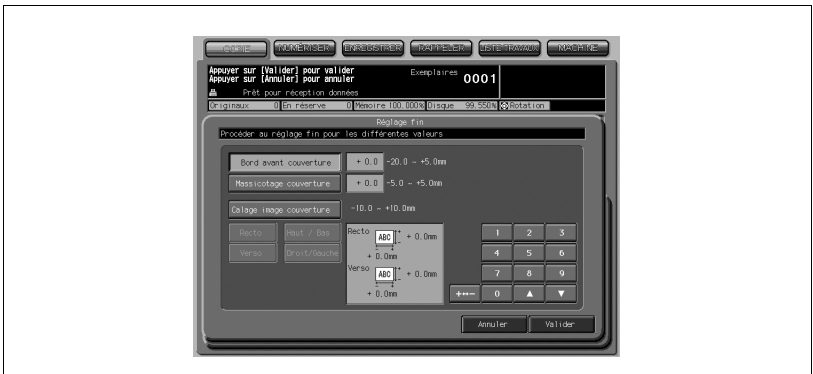 COPIE NUMÉRISER ENREGISTRER RAPPELER LISTE TRAVAUX MACHINE
Appuyer sur [Valider] pour valider
Appuyer sur [Annuler] pour annuler
Exemplaires 0001
Prêt pour réception données
Originaux 0 En réserve 0 Mémoire 100.000% Disque 99.550% Rotation
Réglage fin
Procéder au réglage fin pour les différentes valeurs
Bord avant couverture + 0.0 -20.0 ~ +5.0mm
Massicotage couverture + 0.0 -5.0 ~ +5.0mm
Calage image couverture -10.0 ~ +10.0mm
Recto Haut / Bas
Verso Droit/Gauche
Recto ABC + 0.0mm
+ 0.0mm
Verso ABC + 0.0mm
+ 0.0mm
1 2 3
4 5 6
7 8 9
+↔- 0 ▲ ▼
Annuler Valider